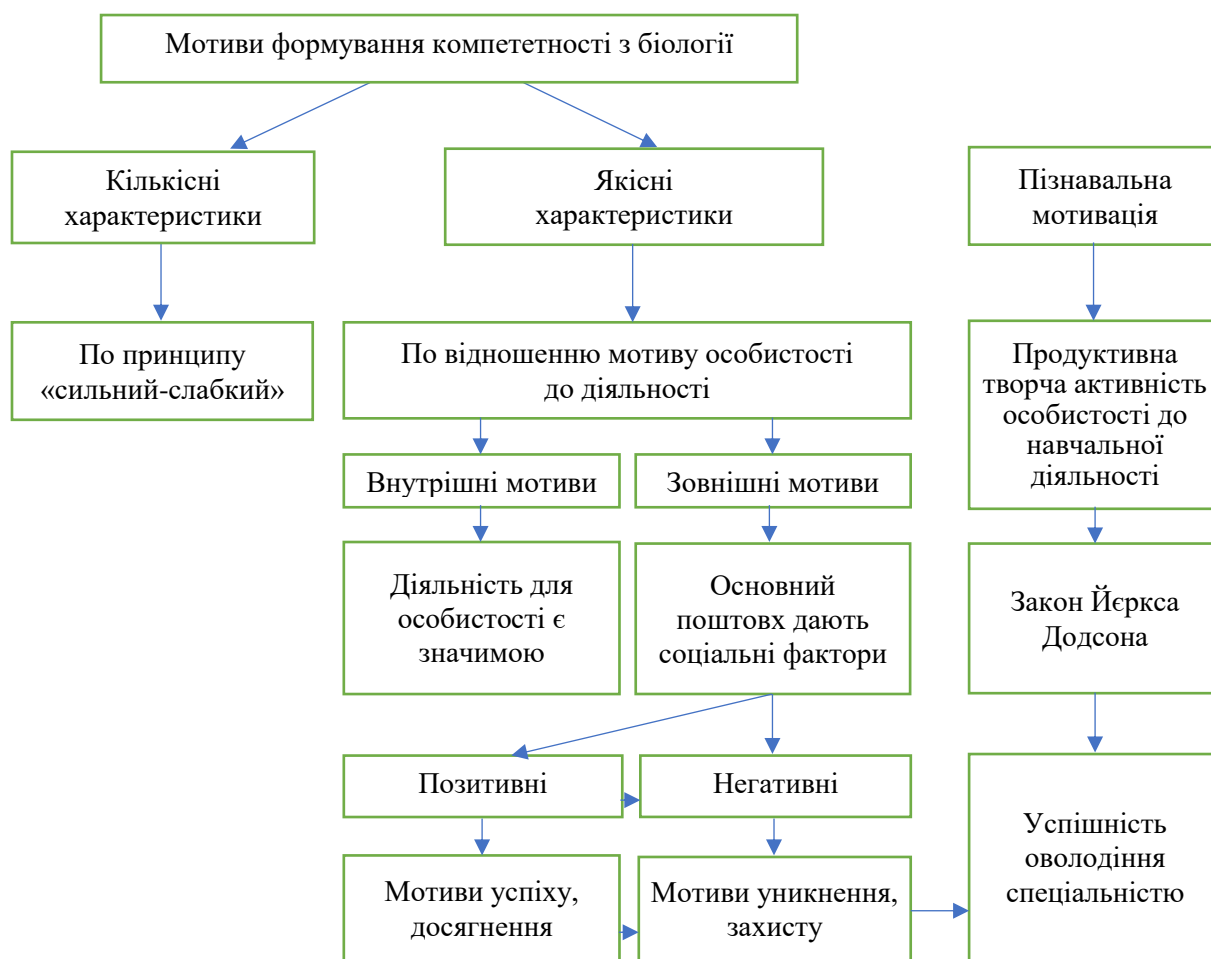 Мотиви формування компететності з біології
Кількісні
характеристики
Якісні
характеристики
Пізнавальна
мотивація
По принципу
«сильний-слабкий»
По відношенню мотиву особистості
до діяльності
Продуктивна
творча активність
особистості до
навчальної
діяльності
Внутрішні мотиви
Зовнішні мотиви
Діяльність для
особистості є
значимою
Основний
поштовх дають
соціальні фактори
Закон Йєркса
Додсона
Позитивні
Негативні
Успішність
оволодіння
спеціальністю
Мотиви успіху,
досягнення
Мотиви уникнення,
захисту